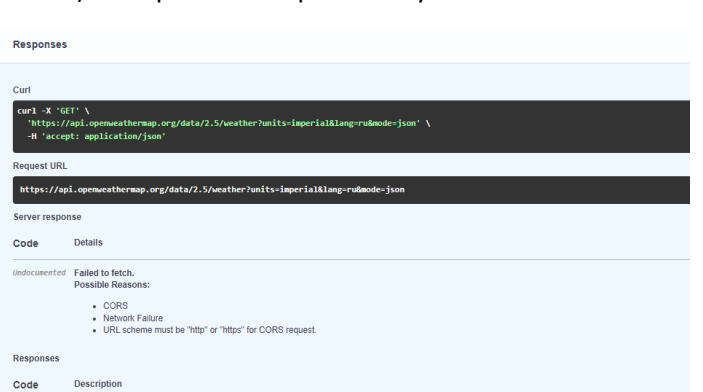 Responses
Curl
curl -X 'GET' \
'https://api.openweathermap.org/data/2.5/weather?units=imperial&lang=ru&mode=json' \
-H 'accept: application/json'
Request URL
https://api.openweathermap.org/data/2.5/weather?units=imperial&lang=ru&mode=json
Server response
Code Details
Undocumented Failed to fetch.
Possible Reasons:
• CORS
• Network Failure
• URL scheme must be "http" or "https" for CORS request.
Responses
Code Description